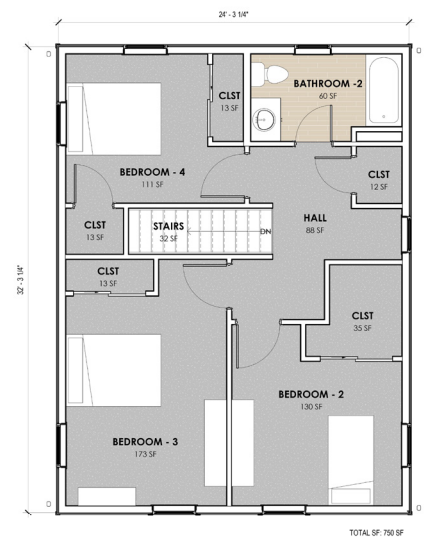 24' - 3 1/4"
32' - 3 1/4"
CLST
13 SF
BATHROOM -2
60 SF
BEDROOM - 4
111 SF
CLST
12 SF
CLST
13 SF
STAIRS
32 SF
DN
HALL
88 SF
CLST
13 SF
CLST
35 SF
BEDROOM - 2
130 SF
BEDROOM - 3
173 SF
TOTAL SF: 750 SF